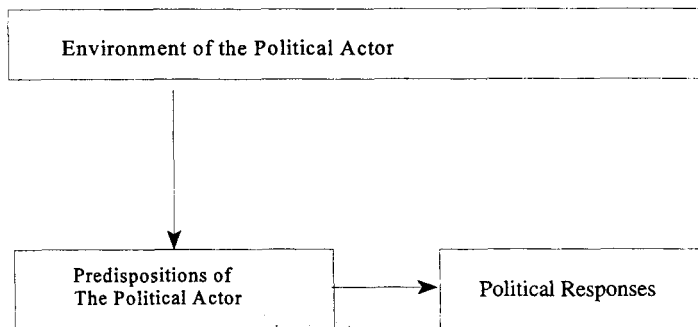 Environment of the Political Actor
Predispositions of
The Political Actor
Political Responses